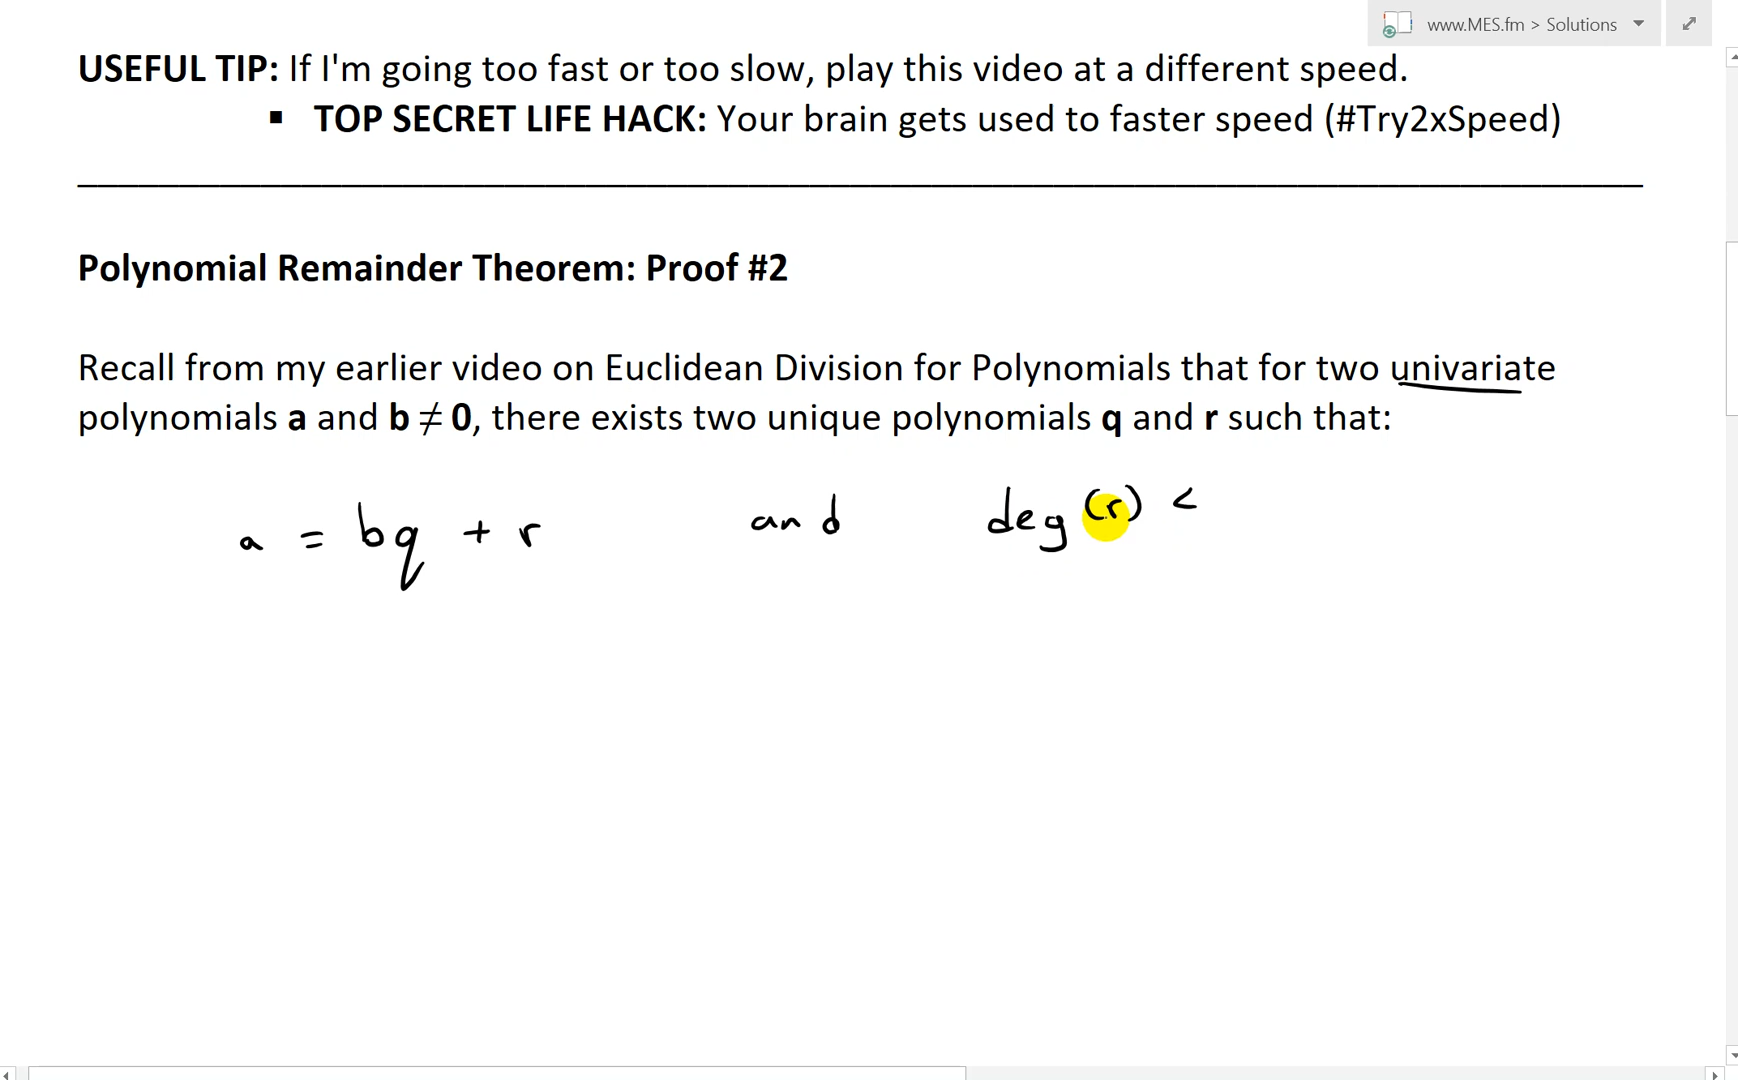 www.MES.fm > Solutions
USEFUL TIP: If I'm going too fast or too slow, play this video at a different speed.
▪ TOP SECRET LIFE HACK: Your brain gets used to faster speed (#Try2xSpeed)
Polynomial Remainder Theorem: Proof #2
Recall from my earlier video on Euclidean Division for Polynomials that for two univariate
polynomials a and b ≠ 0, there exists two unique polynomials q and r such that:
a = bq + r and deg(r) <